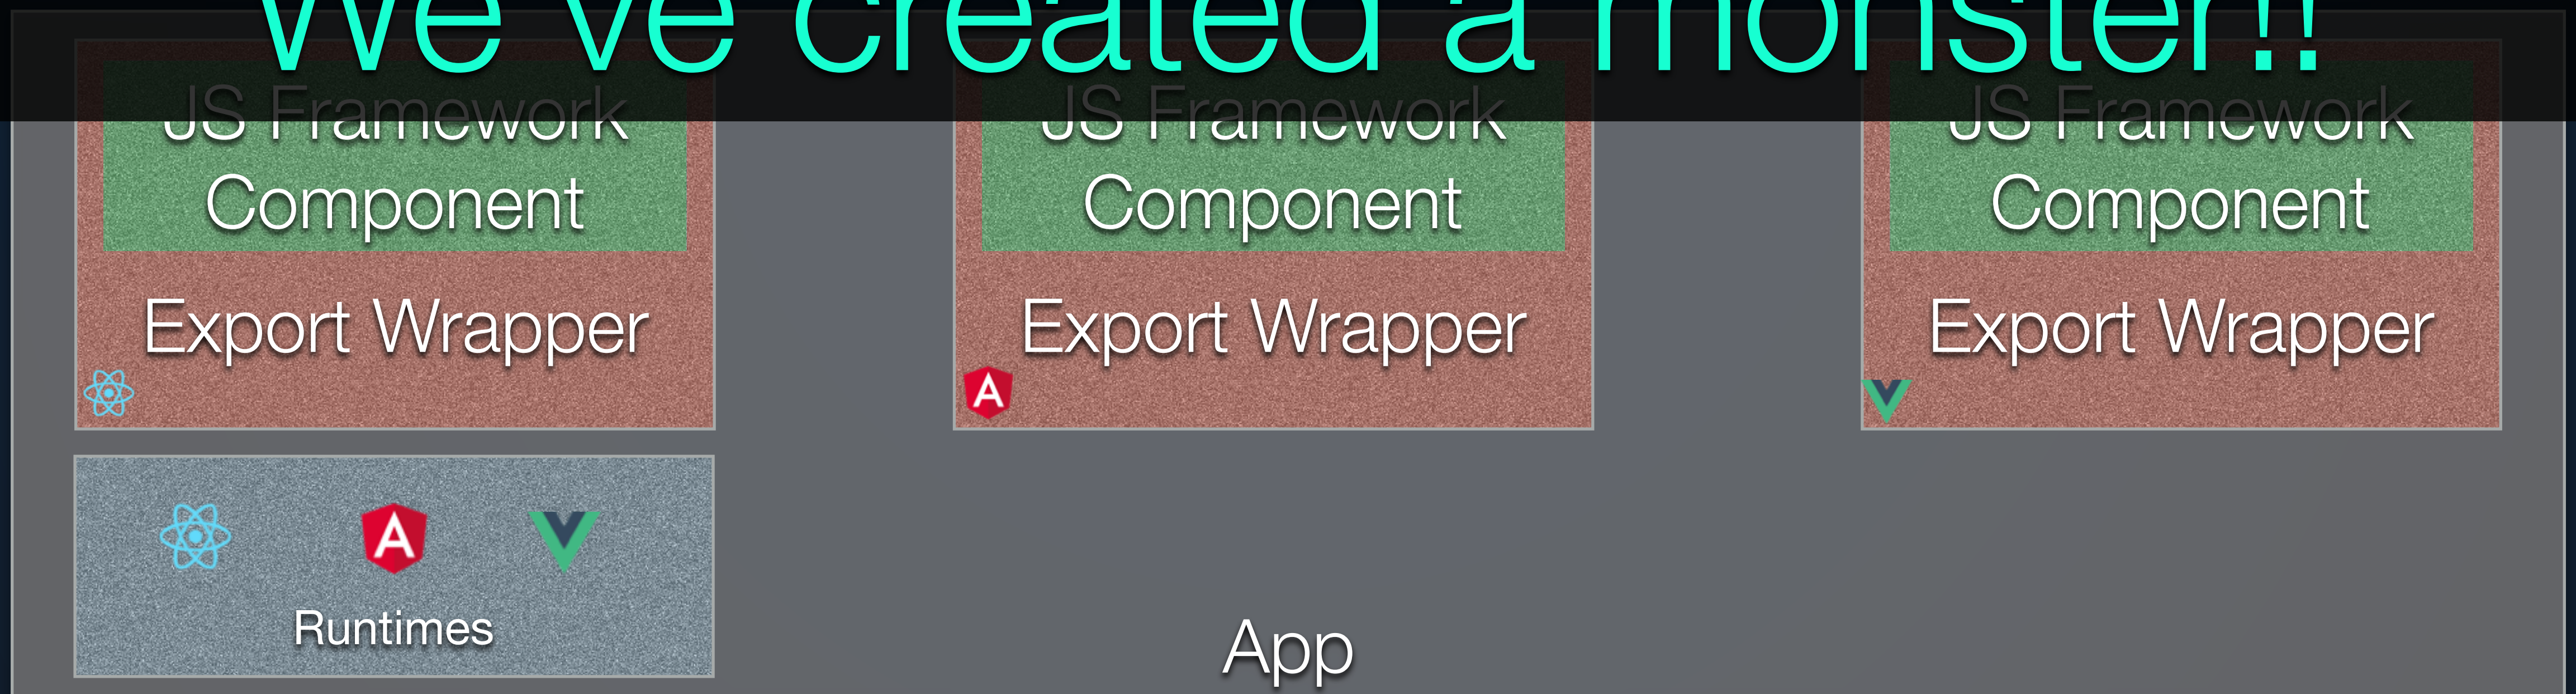 We've created a monster!!
JS Framework
Component
Export Wrapper
JS Framework
Component
Export Wrapper
JS Framework
Component
Export Wrapper
Runtimes
App